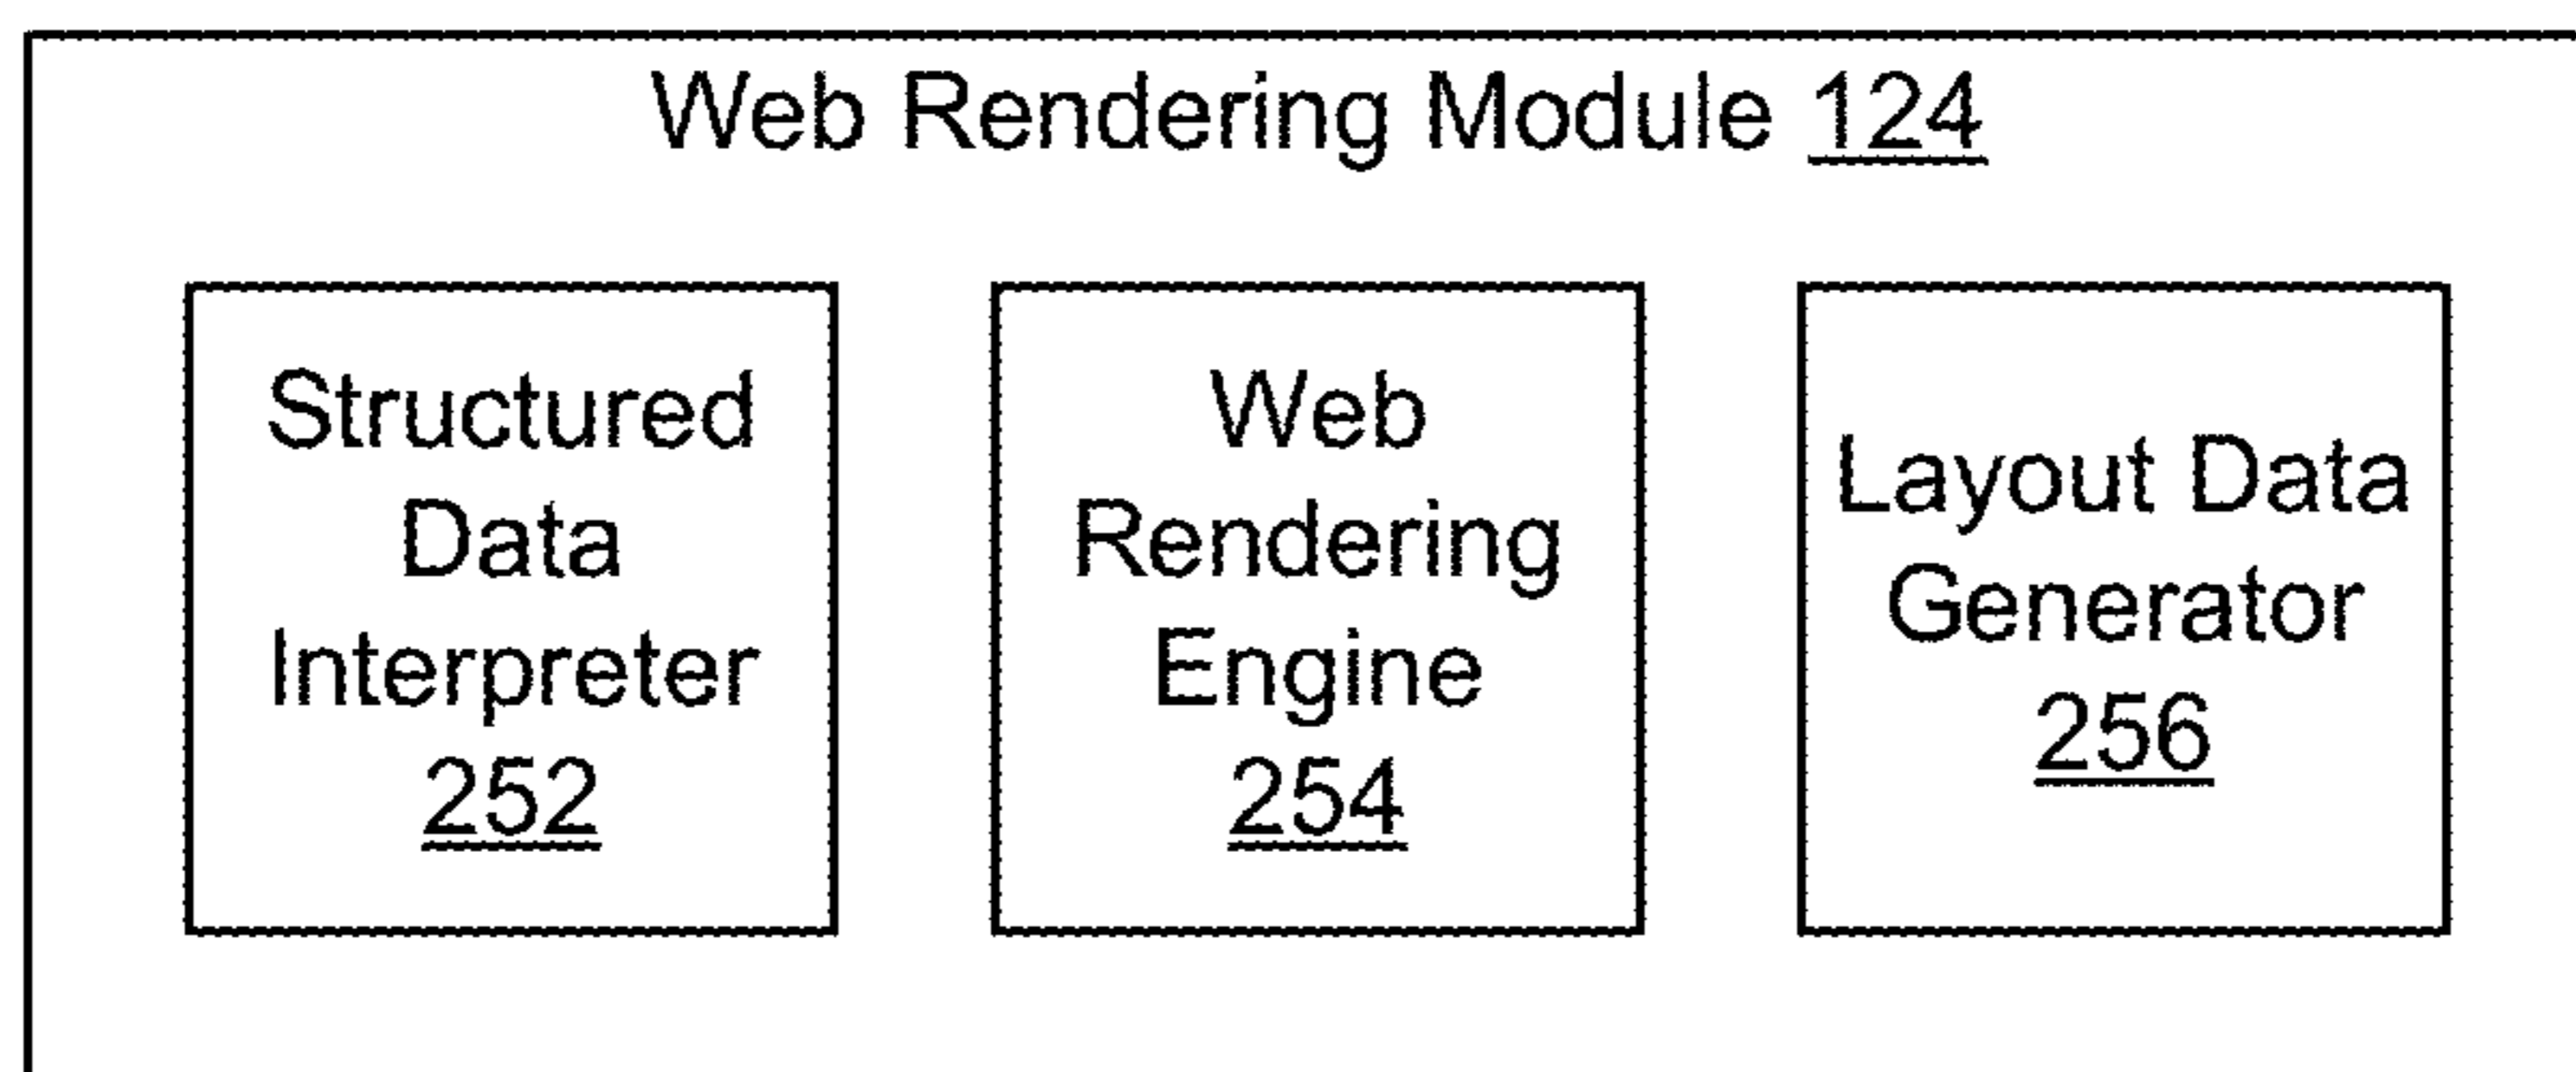 Web Rendering Module 124
Structured
Data
Interpreter
252
Web
Rendering
Engine
254
Layout Data
Generator
256